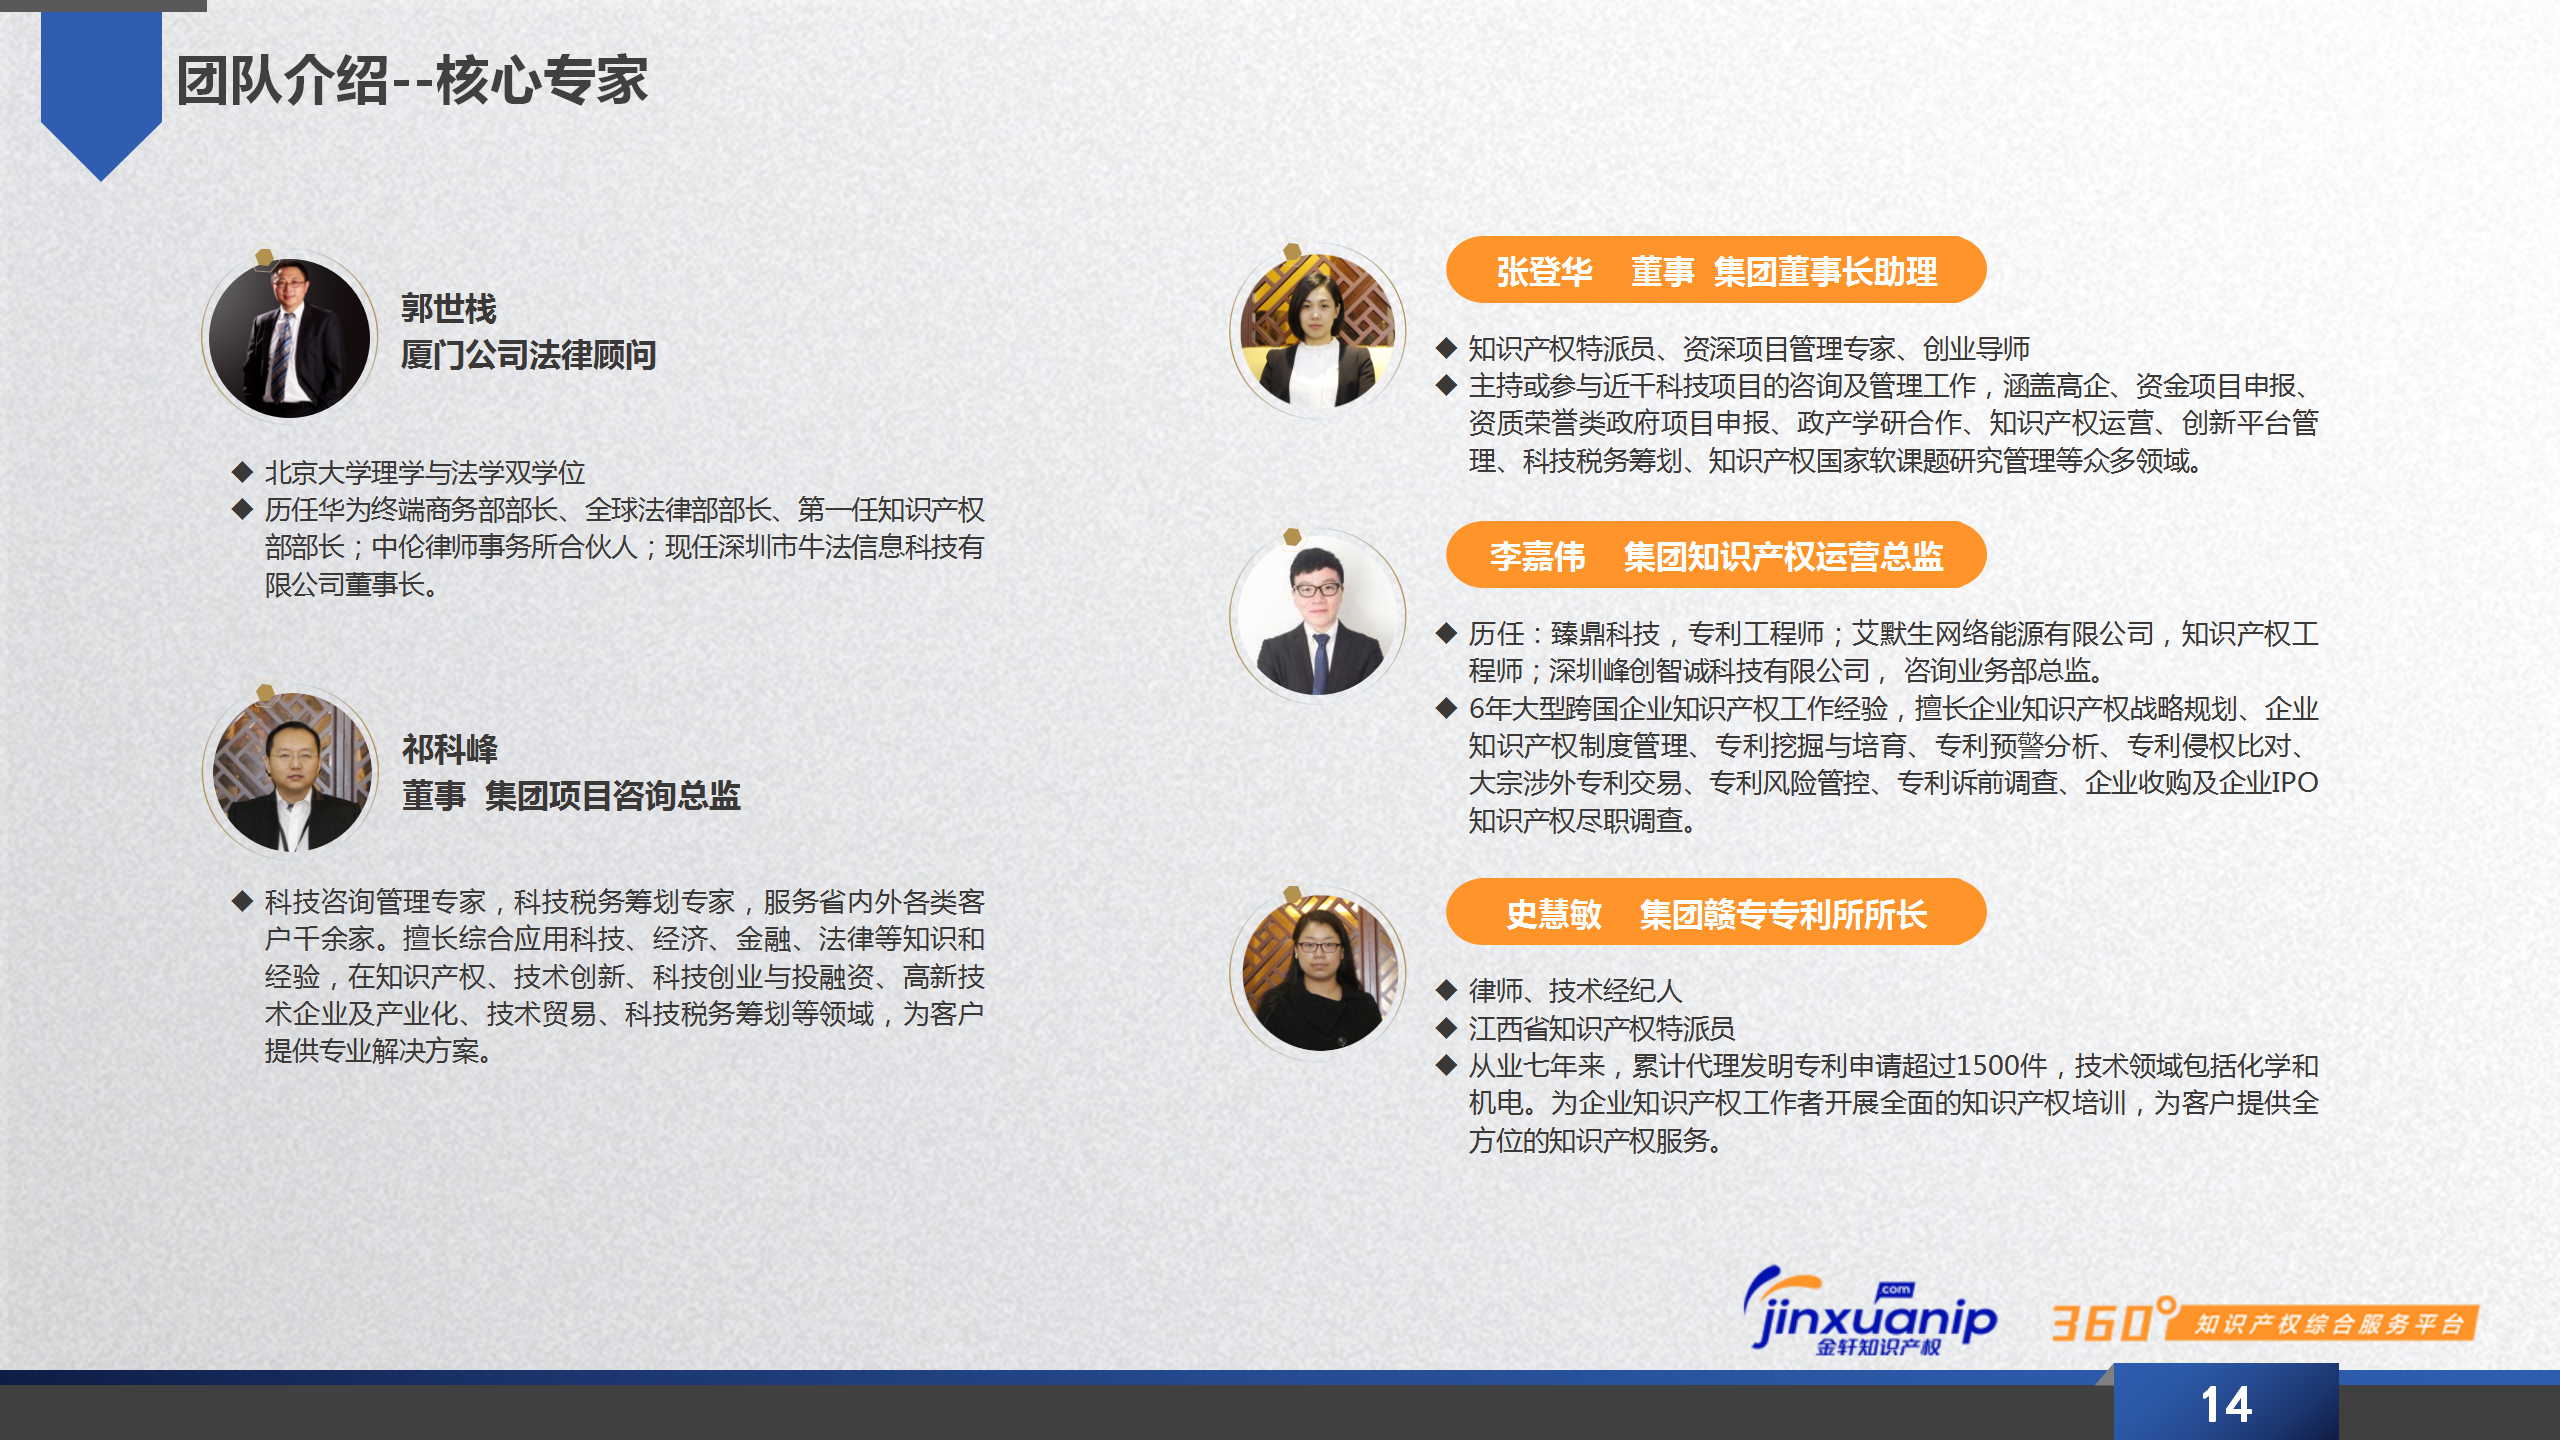 团队介绍--核心专家
郭世栈
厦门公司法律顾问
◆ 北京大学理学与法学双学位
◆ 历任华为终端商务部部长、全球法律部部长、第一任知识产权
部部长；中伦律师事务所合伙人；现任深圳市牛法信息科技有
限公司董事长。
祁科峰
董事 集团项目咨询总监
◆ 科技咨询管理专家，科技税务筹划专家，服务省内外各类客
户千余家。擅长综合应用科技、经济、金融、法律等知识和
经验，在知识产权、技术创新、科技创业与投融资、高新技
术企业及产业化、技术贸易、科技税务筹划等领域，为客户
提供专业解决方案。
张登华 董事 集团董事长助理
◆ 知识产权特派员、资深项目管理专家、创业导师
◆ 主持或参与近千科技项目的咨询及管理工作，涵盖高企、资金项目申报、
资质荣誉类政府项目申报、政产学研合作、知识产权运营、创新平台管
理、科技税务筹划、知识产权国家软课题研究管理等众多领域。
李嘉伟 集团知识产权运营总监
◆ 历任：臻鼎科技，专利工程师；艾默生网络能源有限公司，知识产权工
程师；深圳峰创智诚科技有限公司， 咨询业务部总监。
◆ 6年大型跨国企业知识产权工作经验，擅长企业知识产权战略规划、企业
知识产权制度管理、专利挖掘与培育、专利预警分析、专利侵权比对、
大宗涉外专利交易、专利风险管控、专利诉前调查、企业收购及企业IPO
知识产权尽职调查。
史慧敏 集团赣专专利所所长
◆ 律师、技术经纪人
◆ 江西省知识产权特派员
◆ 从业七年来，累计代理发明专利申请超过1500件，技术领域包括化学和
机电。为企业知识产权工作者开展全面的知识产权培训，为客户提供全
方位的知识产权服务。
.com
jinxuanip
金轩知识产权
360° 知识产权综合服务平台
14